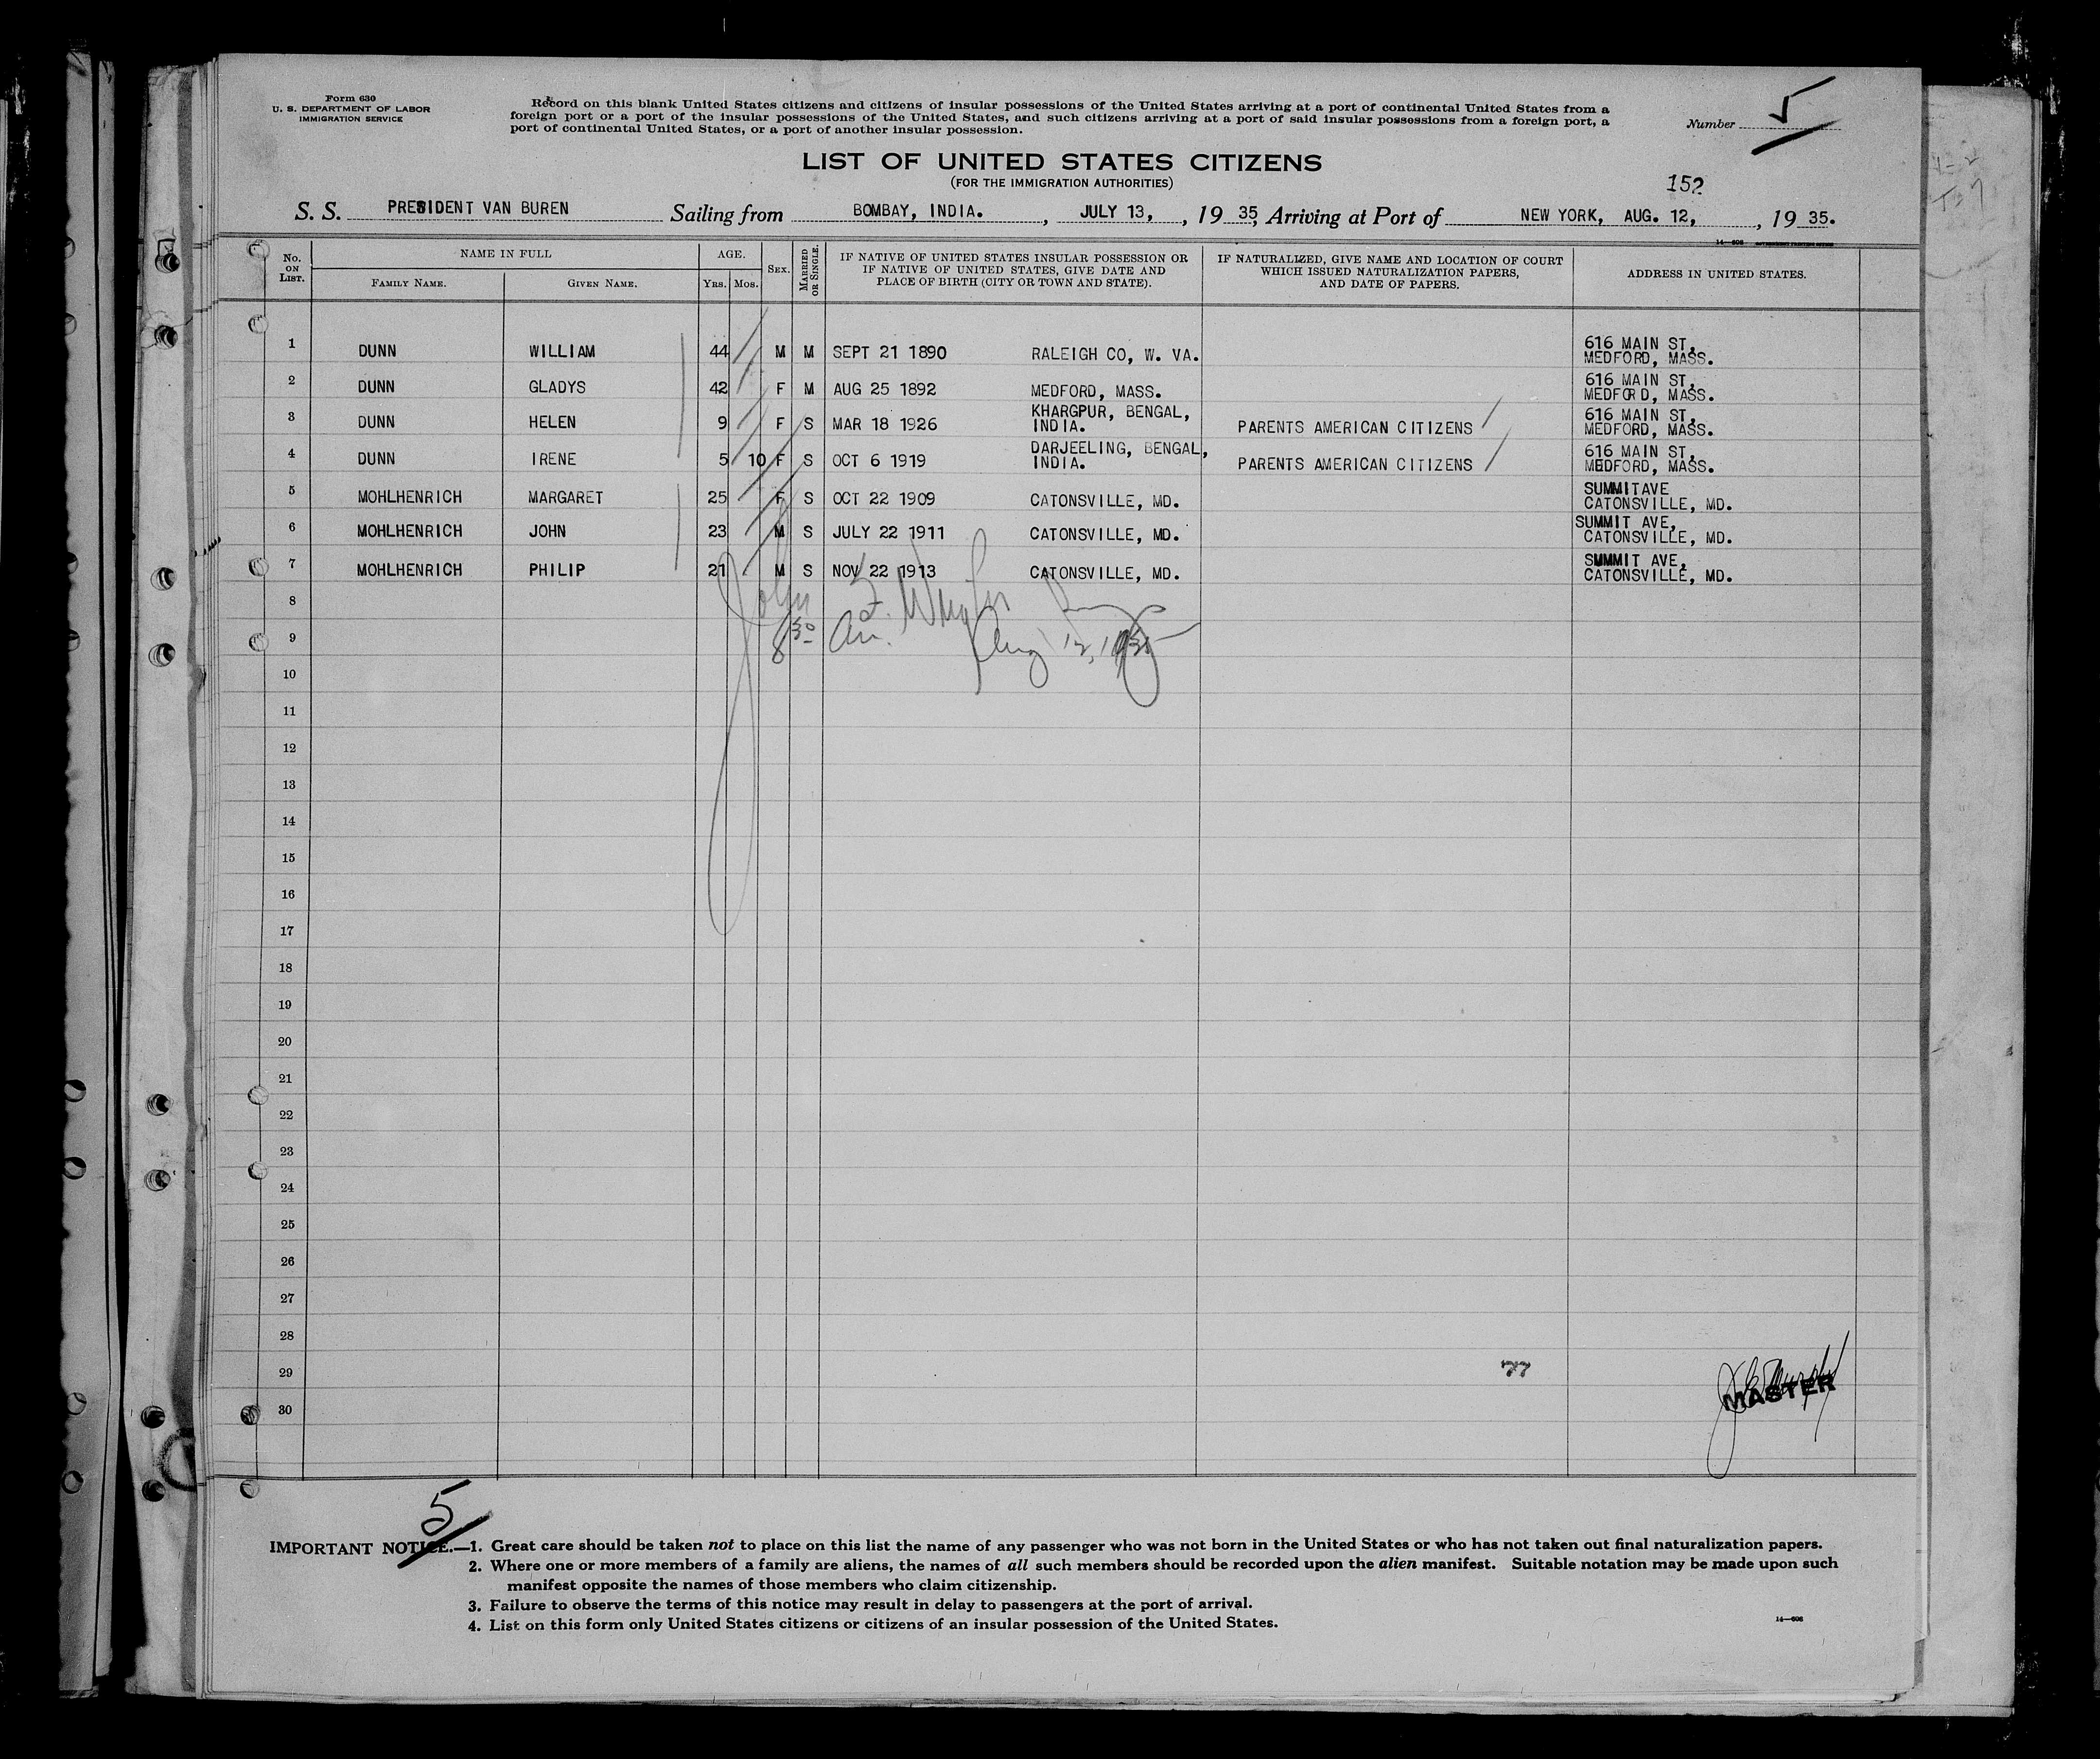 Form 630
U. S. DEPARTMENT OF LABOR
IMMIGRATION SERVICE
Record on this blank United States citizens and citizens of insular possessions of the United States arriving at a port of continental United States from a
foreign port or a port of the insular possessions of the United States, and such citizens arriving at a port of said insular possessions from a foreign port, a
port of continental United States, or a port of another insular possession.
Number 5
LIST OF UNITED STATES CITIZENS
(FOR THE IMMIGRATION AUTHORITIES)
152
S. S. PRESIDENT VAN BUREN Sailing from BOMBAY, INDIA. , JULY 13, , 19 35, Arriving at Port of NEW YORK, AUG. 12, , 19 35.
14—606
No. ON LIST. NAME IN FULL AGE. SEX. MARRIED OR SINGLE. IF NATIVE OF UNITED STATES INSULAR POSSESSION OR IF NATIVE OF UNITED STATES, GIVE DATE AND PLACE OF BIRTH (CITY OR TOWN AND STATE). IF NATURALIZED, GIVE NAME AND LOCATION OF COURT WHICH ISSUED NATURALIZATION PAPERS, AND DATE OF PAPERS. ADDRESS IN UNITED STATES.
FAMILY NAME. GIVEN NAME. YRS. MOS.
1 DUNN WILLIAM 44 M M SEPT 21 1890 RALEIGH CO, W. VA. 616 MAIN ST, MEDFORD, MASS.
2 DUNN GLADYS 42 F M AUG 25 1892 MEDFORD, MASS. 616 MAIN ST, MEDFORD, MASS.
3 DUNN HELEN 9 F S MAR 18 1926 KHARGPUR, BENGAL, INDIA. PARENTS AMERICAN CITIZENS 616 MAIN ST, MEDFORD, MASS.
4 DUNN IRENE 5 10 F S OCT 6 1919 DARJEELING, BENGAL, INDIA. PARENTS AMERICAN CITIZENS 616 MAIN ST, MEDFORD, MASS.
5 MOHLHENRICH MARGARET 25 F S OCT 22 1909 CATONSVILLE, MD. SUMMITAVE CATONSVILLE, MD.
6 MOHLHENRICH JOHN 23 M S JULY 22 1911 CATONSVILLE, MD. SUMMIT AVE, CATONSVILLE, MD.
7 MOHLHENRICH PHILIP 21 M S NOV 22 1913 CATONSVILLE, MD. SUMMIT AVE, CATONSVILLE, MD.
8 John F.
9 8 30 Am. Aug 12, 1935
10
11
12
13
14
15
16
17
18
19
20
21
22
23
24
25
26
27
28
29 77
30 MASTER
5
IMPORTANT NOTICE.—1. Great care should be taken not to place on this list the name of any passenger who was not born in the United States or who has not taken out final naturalization papers.
2. Where one or more members of a family are aliens, the names of all such members should be recorded upon the alien manifest. Suitable notation may be made upon such
manifest opposite the names of those members who claim citizenship.
3. Failure to observe the terms of this notice may result in delay to passengers at the port of arrival.
4. List on this form only United States citizens or citizens of an insular possession of the United States.
14—606